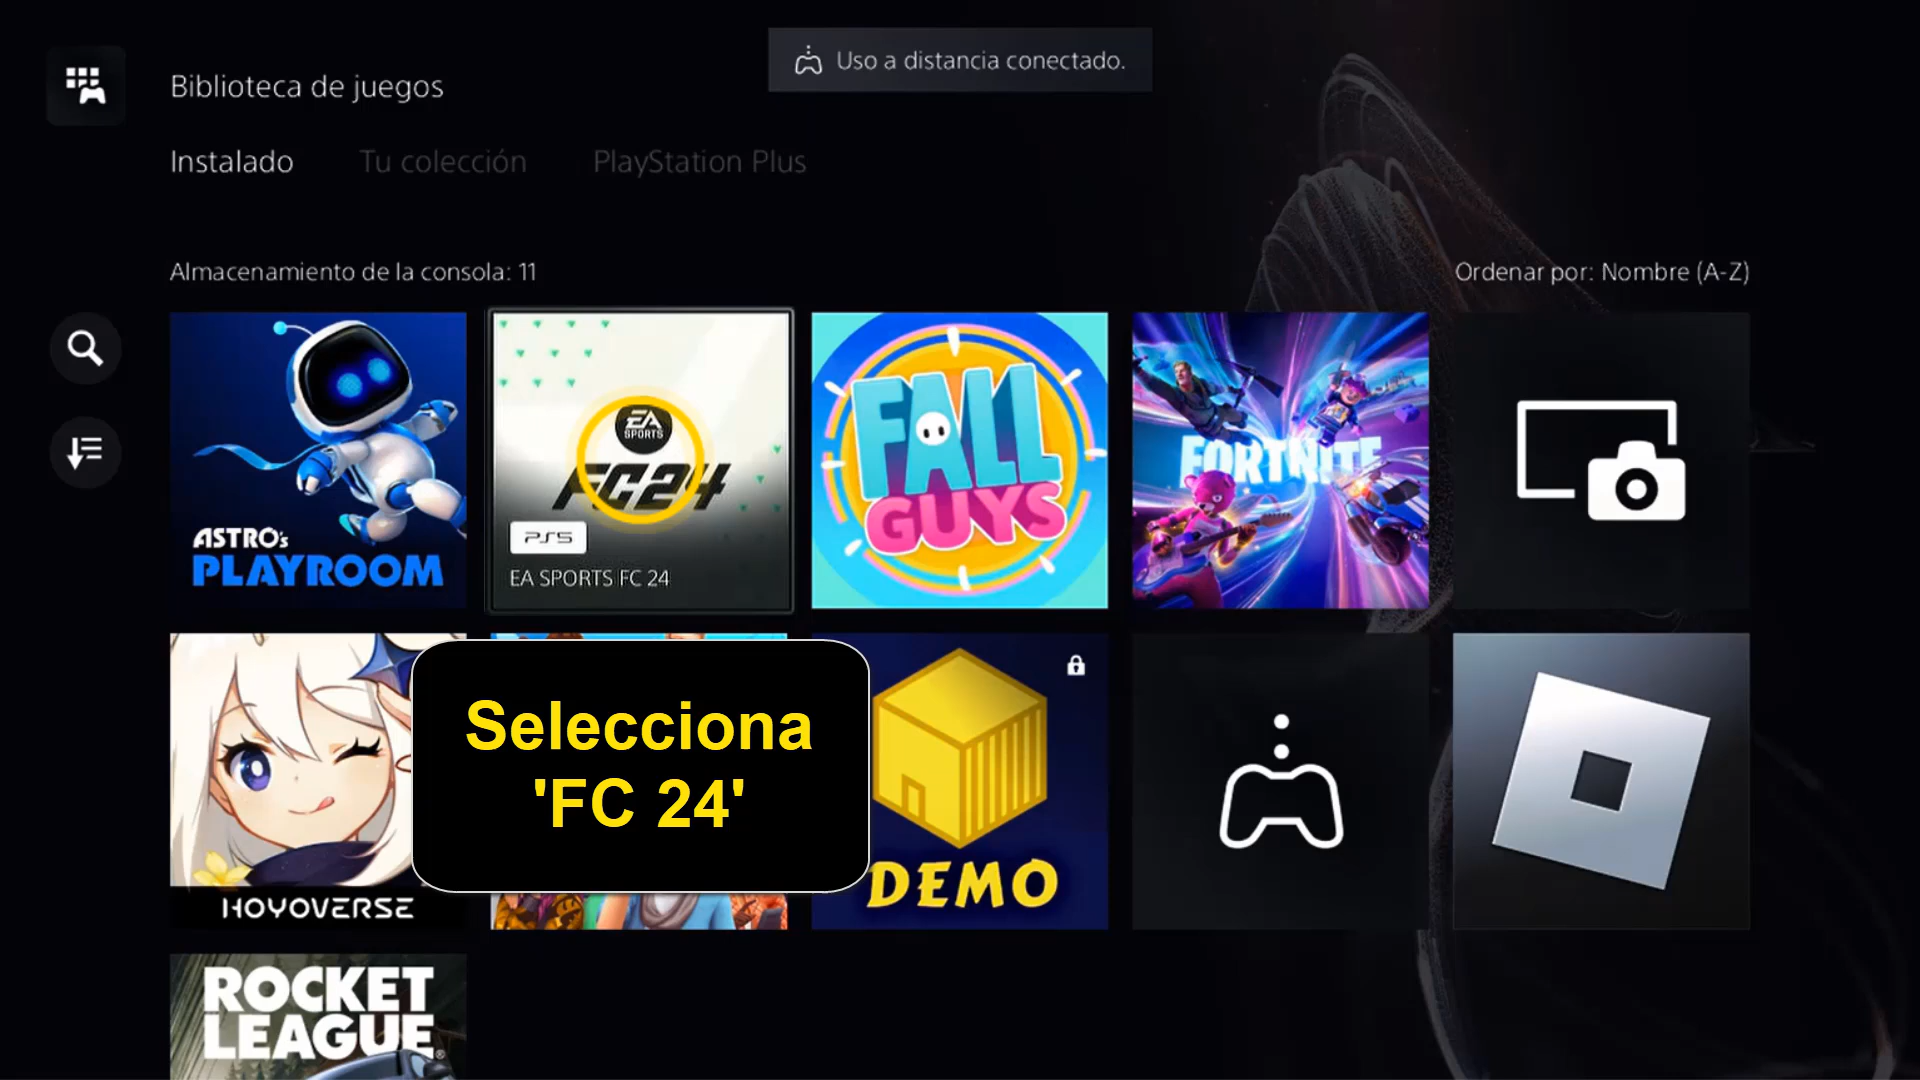 Uso a distancia conectado.
Biblioteca de juegos
Instalado
Tu colección
PlayStation Plus
Almacenamiento de la consola: 11
Ordenar por: Nombre (A-Z)
ASTRO's
PLAYROOM
EA
SPORTS
FC24
PS5
EA SPORTS FC 24
FALL
GUYS
FORTNITE
HOYOVERSE
Selecciona
'FC 24'
DEMO
ROCKET
LEAGUE®